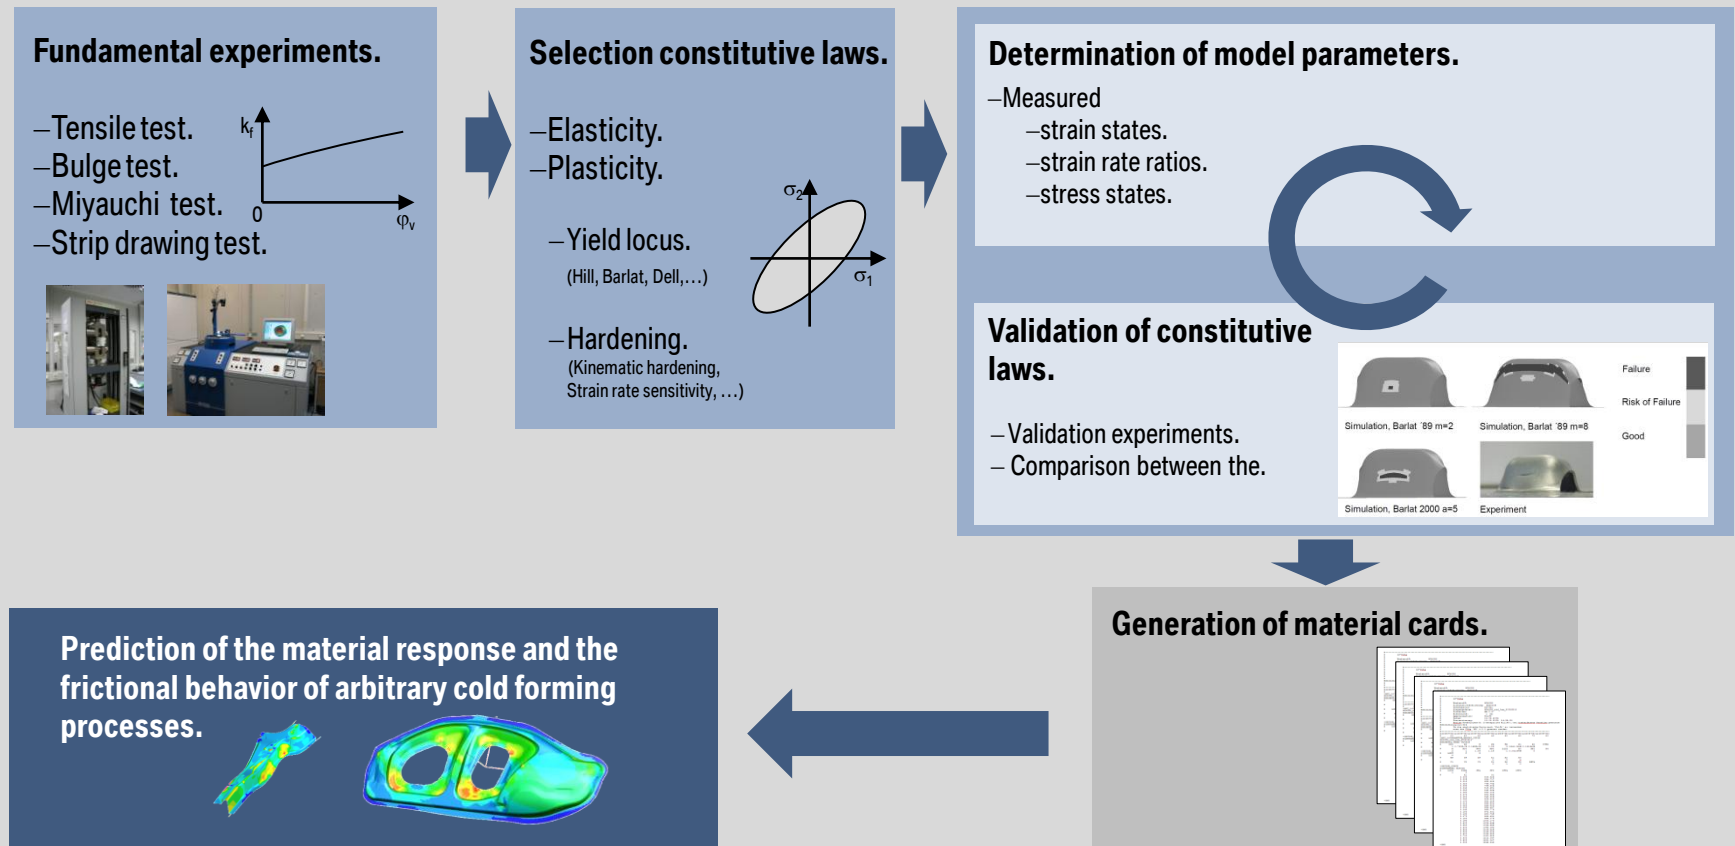 Fundamental experiments.
–Tensile test.
–Bulge test.
–Miyauchi test.
–Strip drawing test.
kf
0
φv
Selection constitutive laws.
–Elasticity.
–Plasticity.
–Yield locus.
(Hill, Barlat, Dell,…)
–Hardening.
(Kinematic hardening,
Strain rate sensitivity, …)
σ2
σ1
Determination of model parameters.
–Measured
–strain states.
–strain rate ratios.
–stress states.
Validation of constitutive
laws.
– Validation experiments.
– Comparison between the.
Simulation, Barlat ´89 m=2
Simulation, Barlat ´89 m=8
Simulation, Barlat 2000 a=5
Experiment
Failure
Risk of Failure
Good
Generation of material cards.
Prediction of the material response and the
frictional behavior of arbitrary cold forming
processes.